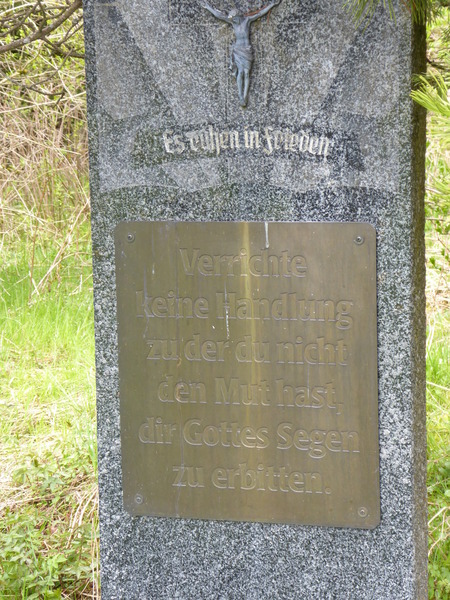 Es ruhen in Frieden
Verrichte
keine Handlung
zu der du nicht
den Mut hast,
dir Gottes Segen
zu erbitten.